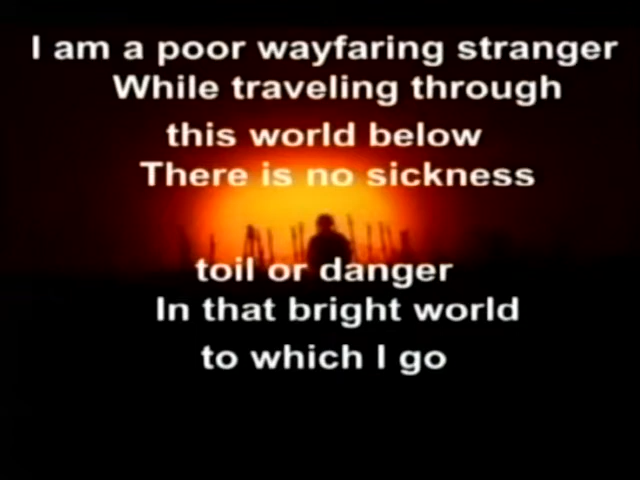 I am a poor wayfaring stranger
While traveling through
this world below
There is no sickness
toil or danger
In that bright world
to which I go